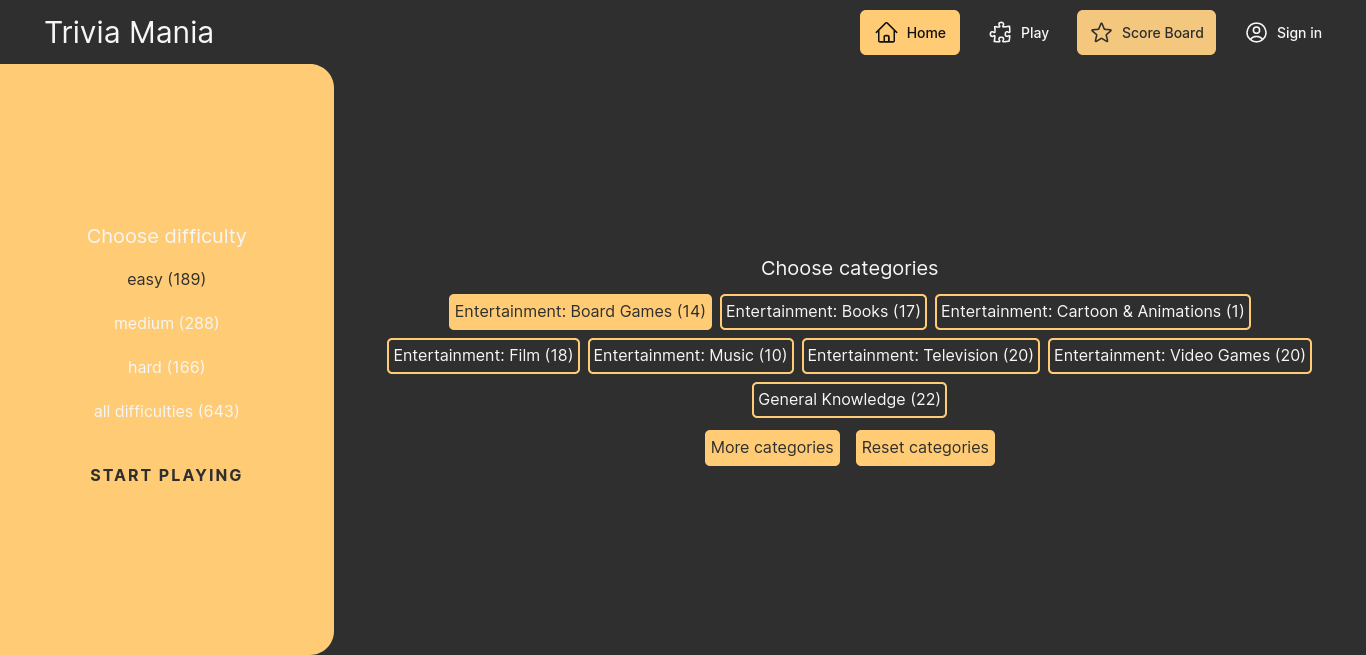 Trivia Mania
Home Play Score Board Sign in
Choose difficulty
easy (189)
medium (288)
hard (166)
all difficulties (643)
START PLAYING
Choose categories
Entertainment: Board Games (14) Entertainment: Books (17) Entertainment: Cartoon & Animations (1)
Entertainment: Film (18) Entertainment: Music (10) Entertainment: Television (20) Entertainment: Video Games (20)
General Knowledge (22)
More categories Reset categories